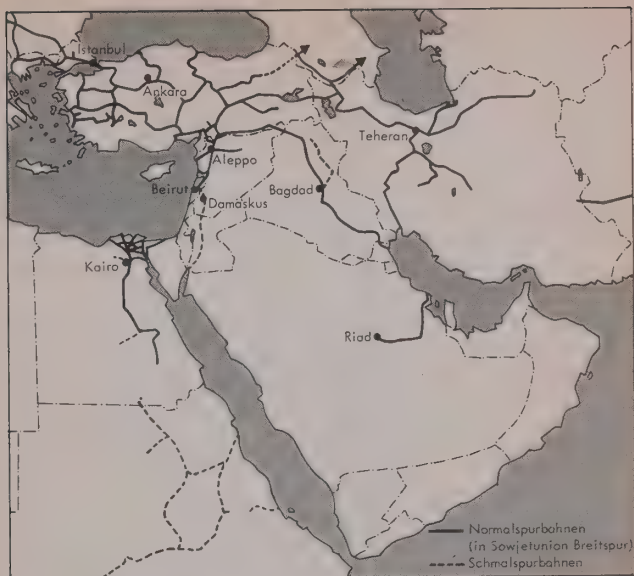 Istanbul
Ankara
Teheran
Aleppo
Beirut
Bagdad
Damaskus
Kairo
Riad
Normalspurbahnen
(in Sowjetunion Breitspur)
Schmalspurbahnen